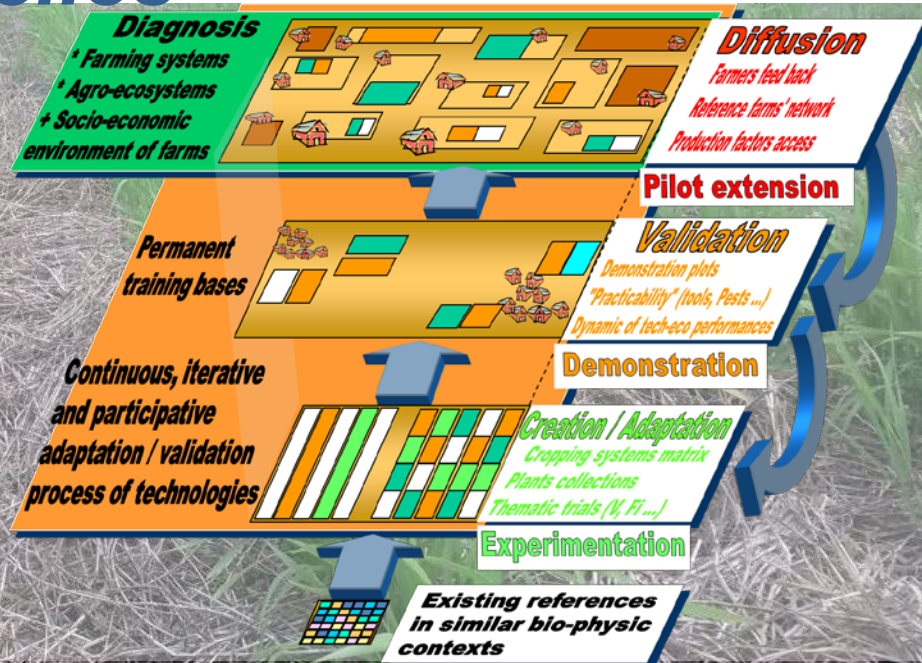 Diagnosis
* Farming systems
* Agro-ecosystems
+ Socio-economic
environment of farms
Diffusion
Farmers feed back
Reference farms' network
Production factors access
Pilot extension
Permanent
training bases
Validation
Demonstration plots
"Practicability" (tools, Pests ...)
Dynamic of tech-eco performances
Demonstration
Continuous, iterative
and participative
adaptation / validation
process of technologies
Creation / Adaptation
Cropping systems matrix
Plants collections
Thematic trials (V, Fi ...)
Experimentation
Existing references
in similar bio-physic
contexts